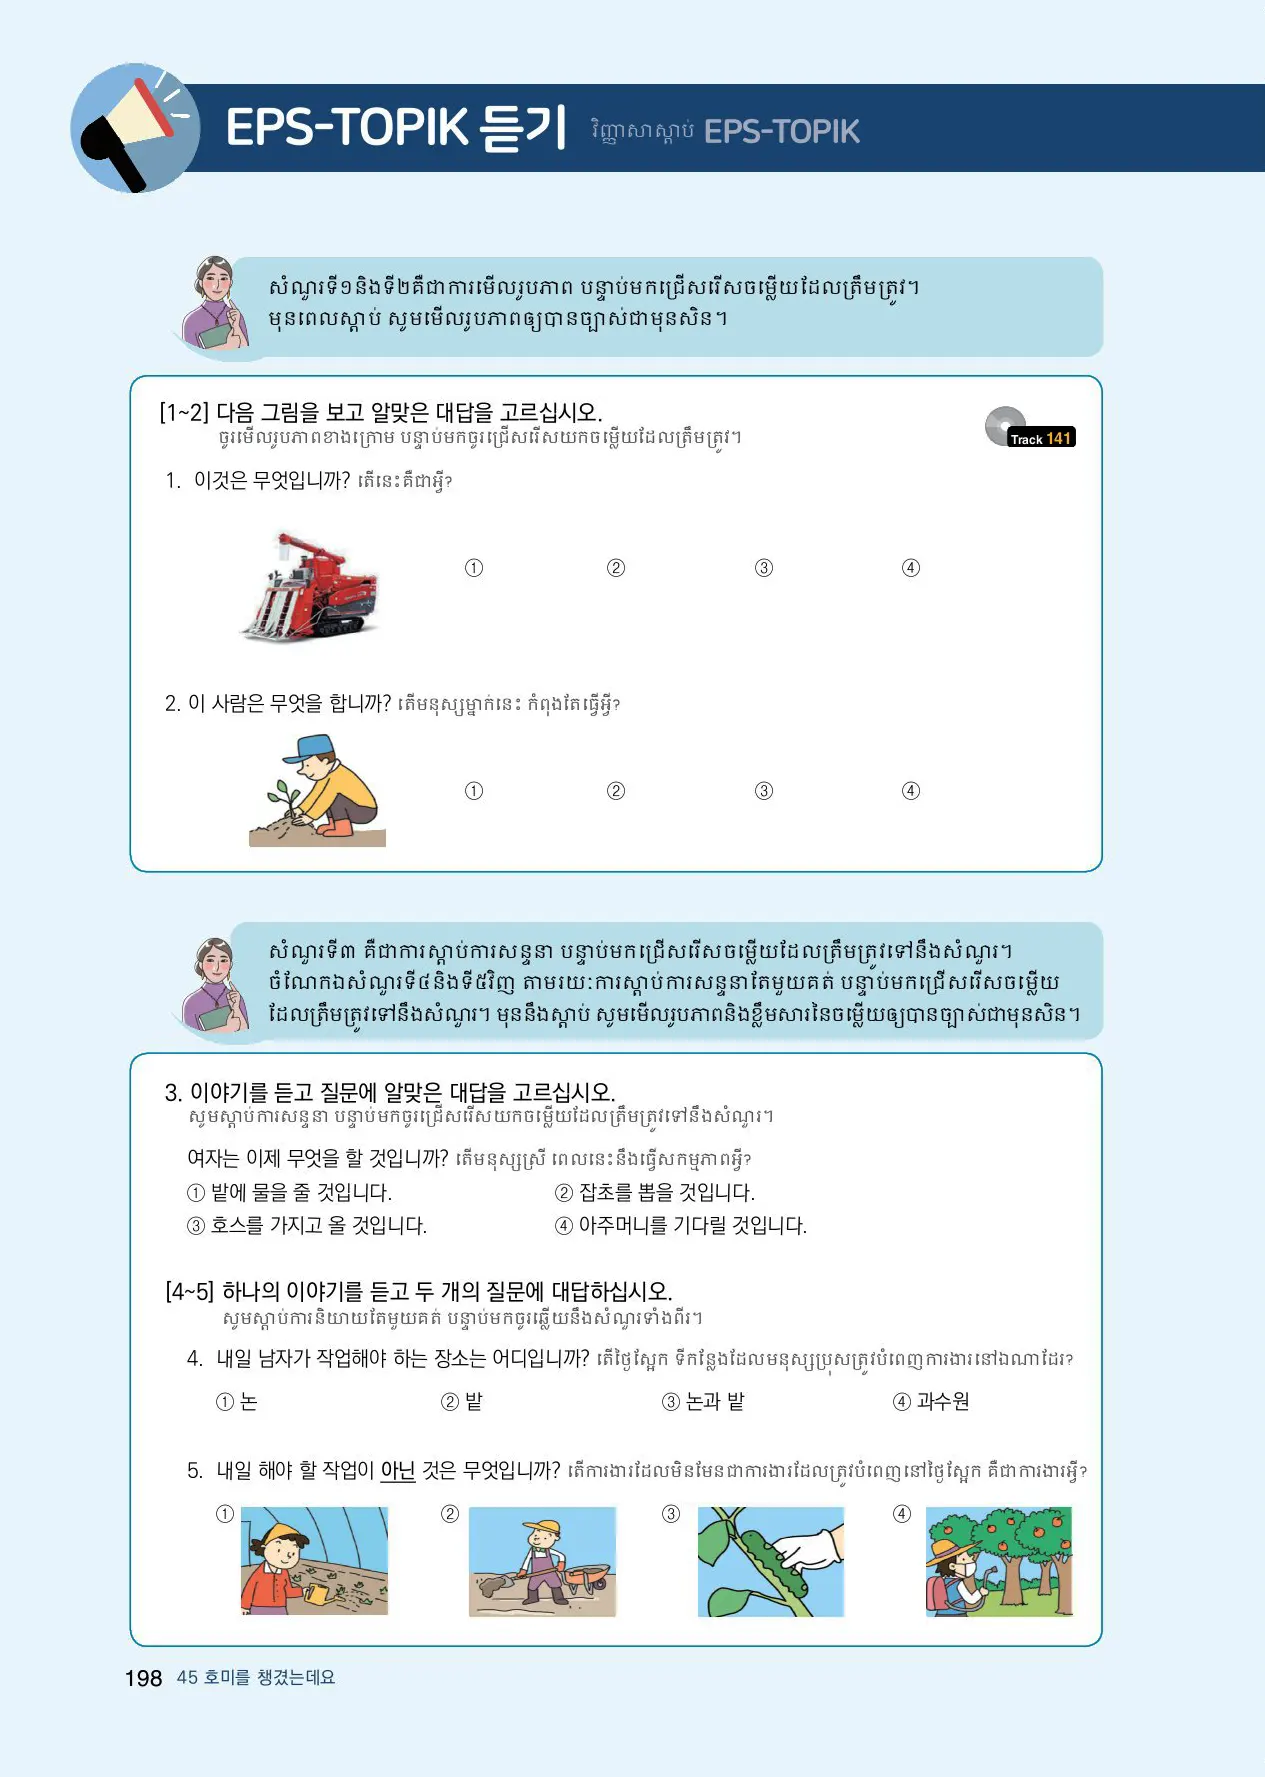 EPS-TOPIK 듣기 វិញ្ញាសាស្តាប់ EPS-TOPIK
សំណួរទី១និងទី២គឺជាការមើលរូបភាព បន្ទាប់មកជ្រើសរើសចម្លើយដែលត្រឹមត្រូវ។
មុនពេលស្តាប់ សូមមើលរូបភាពឲ្យបានច្បាស់ជាមុនសិន។
[1~2] 다음 그림을 보고 알맞은 대답을 고르십시오.
ចូរមើលរូបភាពខាងក្រោម បន្ទាប់មកចូរជ្រើសរើសយកចម្លើយដែលត្រឹមត្រូវ។
Track 141
1. 이것은 무엇입니까? តើនេះគឺជាអ្វី?
① ② ③ ④
2. 이 사람은 무엇을 합니까? តើមនុស្សម្នាក់នេះ កំពុងតែធ្វើអ្វី?
① ② ③ ④
សំណួរទី៣ គឺជាការស្តាប់ការសន្ទនា បន្ទាប់មកជ្រើសរើសចម្លើយដែលត្រឹមត្រូវទៅនឹងសំណួរ។
ចំណែកឯសំណួរទី៤និងទី៥វិញ តាមរយៈការស្តាប់ការសន្ទនាតែមួយគត់ បន្ទាប់មកជ្រើសរើសចម្លើយ
ដែលត្រឹមត្រូវទៅនឹងសំណួរ។ មុននឹងស្តាប់ សូមមើលរូបភាពនិងខ្លឹមសារនៃចម្លើយឲ្យបានច្បាស់ជាមុនសិន។
3. 이야기를 듣고 질문에 알맞은 대답을 고르십시오.
សូមស្តាប់ការសន្ទនា បន្ទាប់មកចូរជ្រើសរើសយកចម្លើយដែលត្រឹមត្រូវទៅនឹងសំណួរ។
여자는 이제 무엇을 할 것입니까? តើមនុស្សស្រី ពេលនេះនឹងធ្វើសកម្មភាពអ្វី?
① 밭에 물을 줄 것입니다. ② 잡초를 뽑을 것입니다.
③ 호스를 가지고 올 것입니다. ④ 아주머니를 기다릴 것입니다.
[4~5] 하나의 이야기를 듣고 두 개의 질문에 대답하십시오.
សូមស្តាប់ការនិយាយតែមួយគត់ បន្ទាប់មកចូរឆ្លើយនឹងសំណួរទាំងពីរ។
4. 내일 남자가 작업해야 하는 장소는 어디입니까? តើថ្ងៃស្អែក ទីកន្លែងដែលមនុស្សប្រុសត្រូវបំពេញការងារនៅឯណាដែរ?
① 논 ② 밭 ③ 논과 밭 ④ 과수원
5. 내일 해야 할 작업이 아닌 것은 무엇입니까? តើការងារដែលមិនមែនជាការងារដែលត្រូវបំពេញនៅថ្ងៃស្អែក គឺជាការងារអ្វី?
① ② ③ ④
198 45 호미를 챙겼는데요